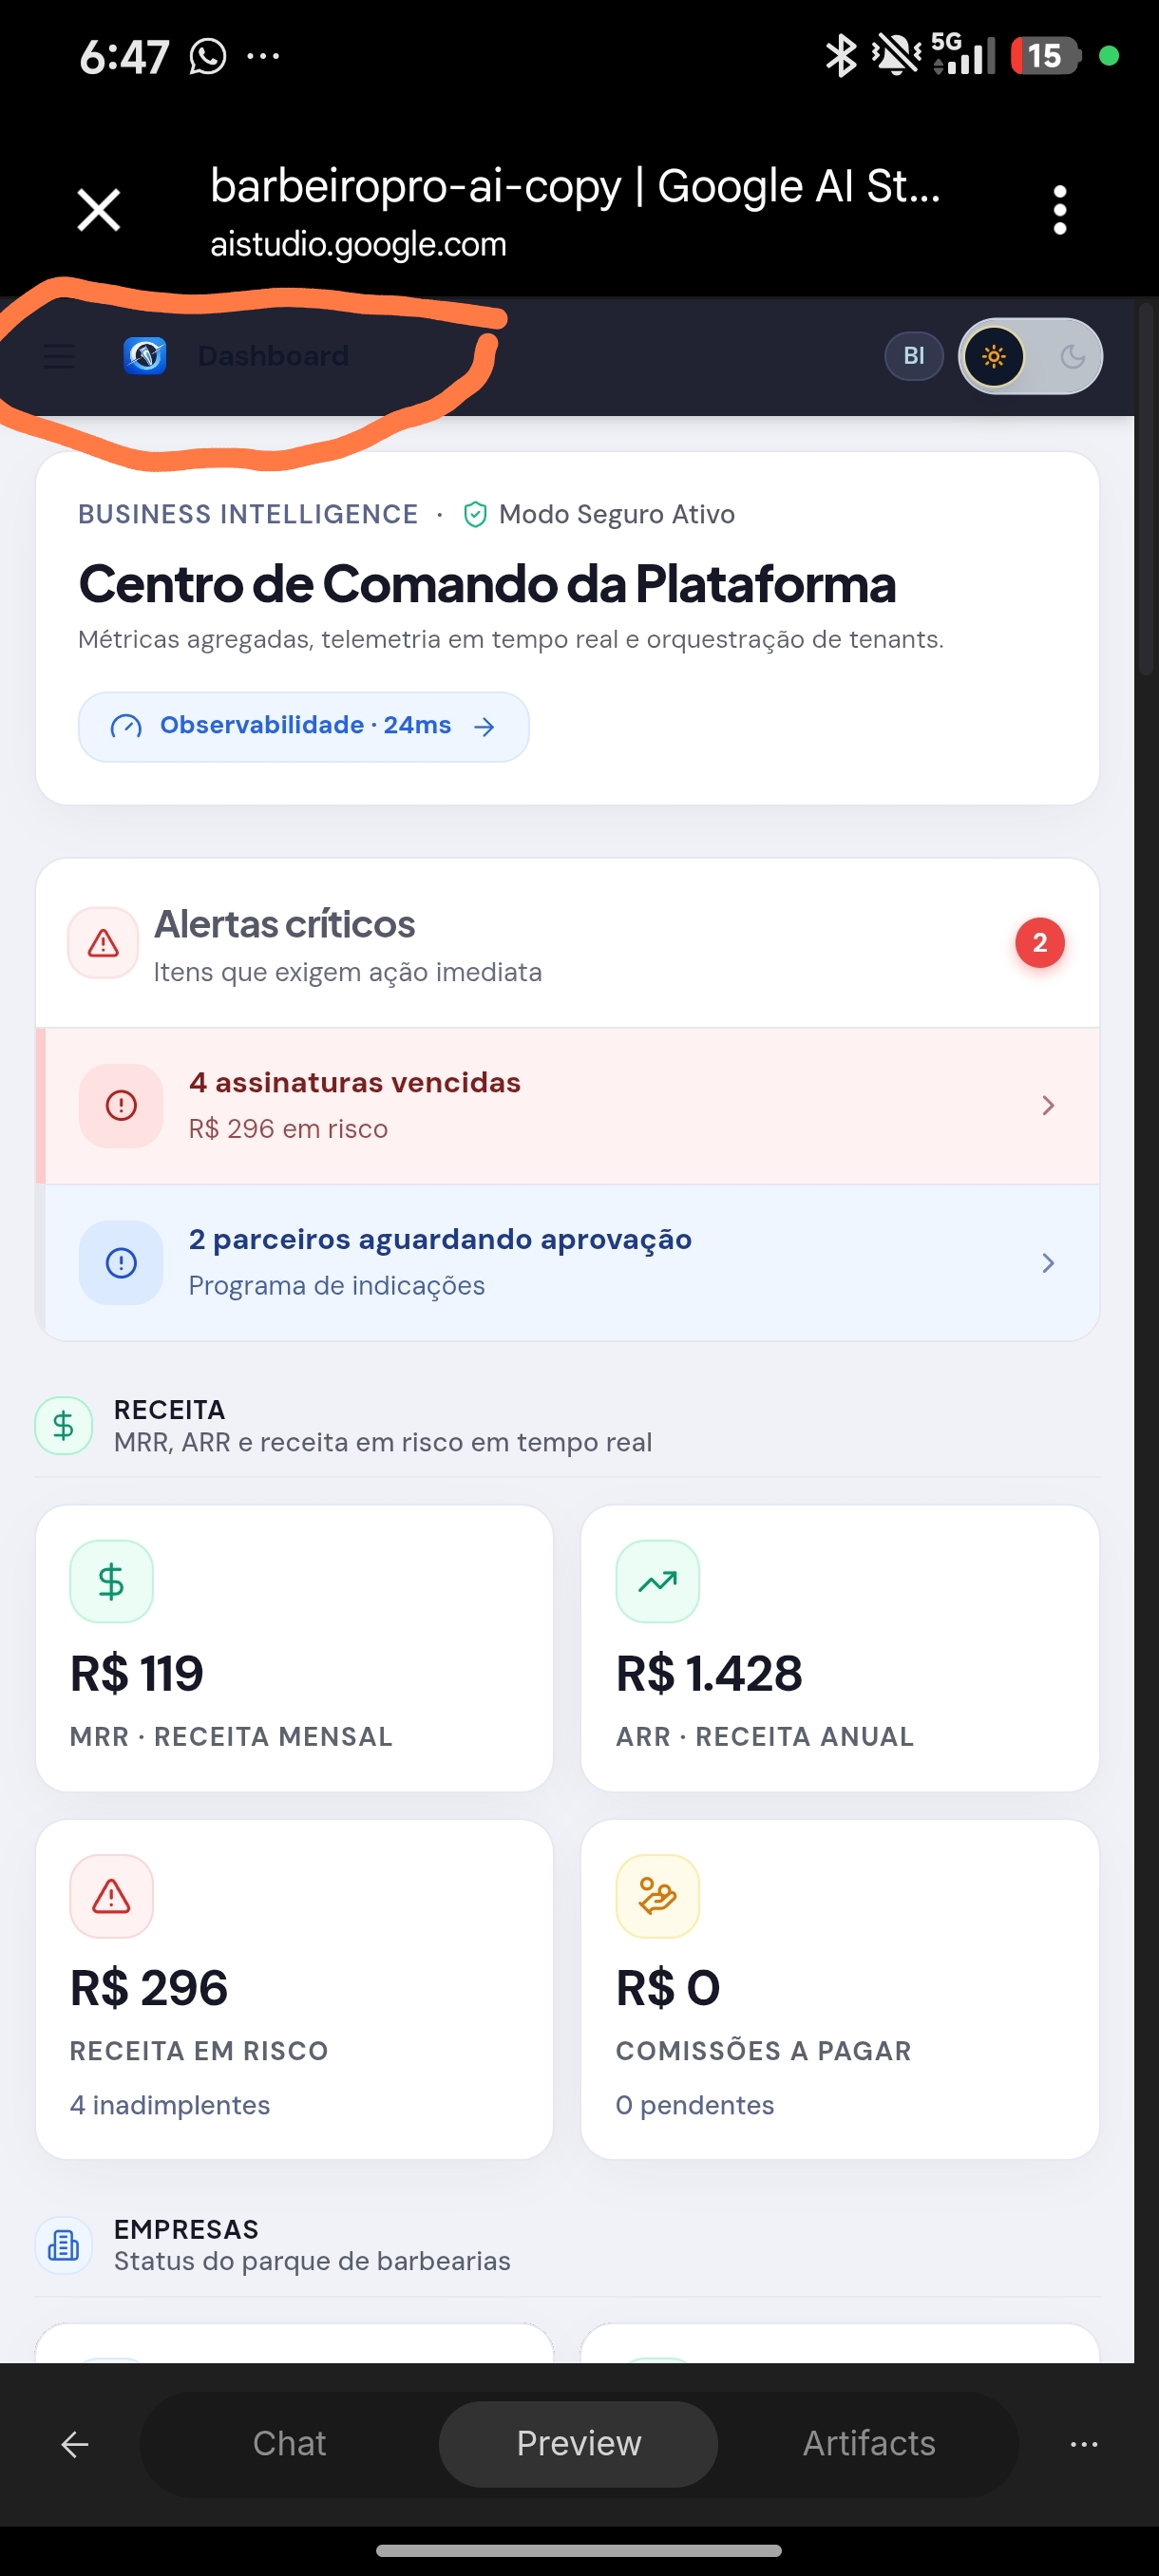 6:47
5G
15
barbeiropro-ai-copy | Google AI St...
aistudio.google.com
Dashboard
BI
BUSINESS INTELLIGENCE · Modo Seguro Ativo
Centro de Comando da Plataforma
Métricas agregadas, telemetria em tempo real e orquestração de tenants.
Observabilidade · 24ms
Alertas críticos
Itens que exigem ação imediata
2
4 assinaturas vencidas
R$ 296 em risco
2 parceiros aguardando aprovação
Programa de indicações
RECEITA
MRR, ARR e receita em risco em tempo real
R$ 119
MRR · RECEITA MENSAL
R$ 1.428
ARR · RECEITA ANUAL
R$ 296
RECEITA EM RISCO
4 inadimplentes
R$ 0
COMISSÕES A PAGAR
0 pendentes
EMPRESAS
Status do parque de barbearias
Chat
Preview
Artifacts